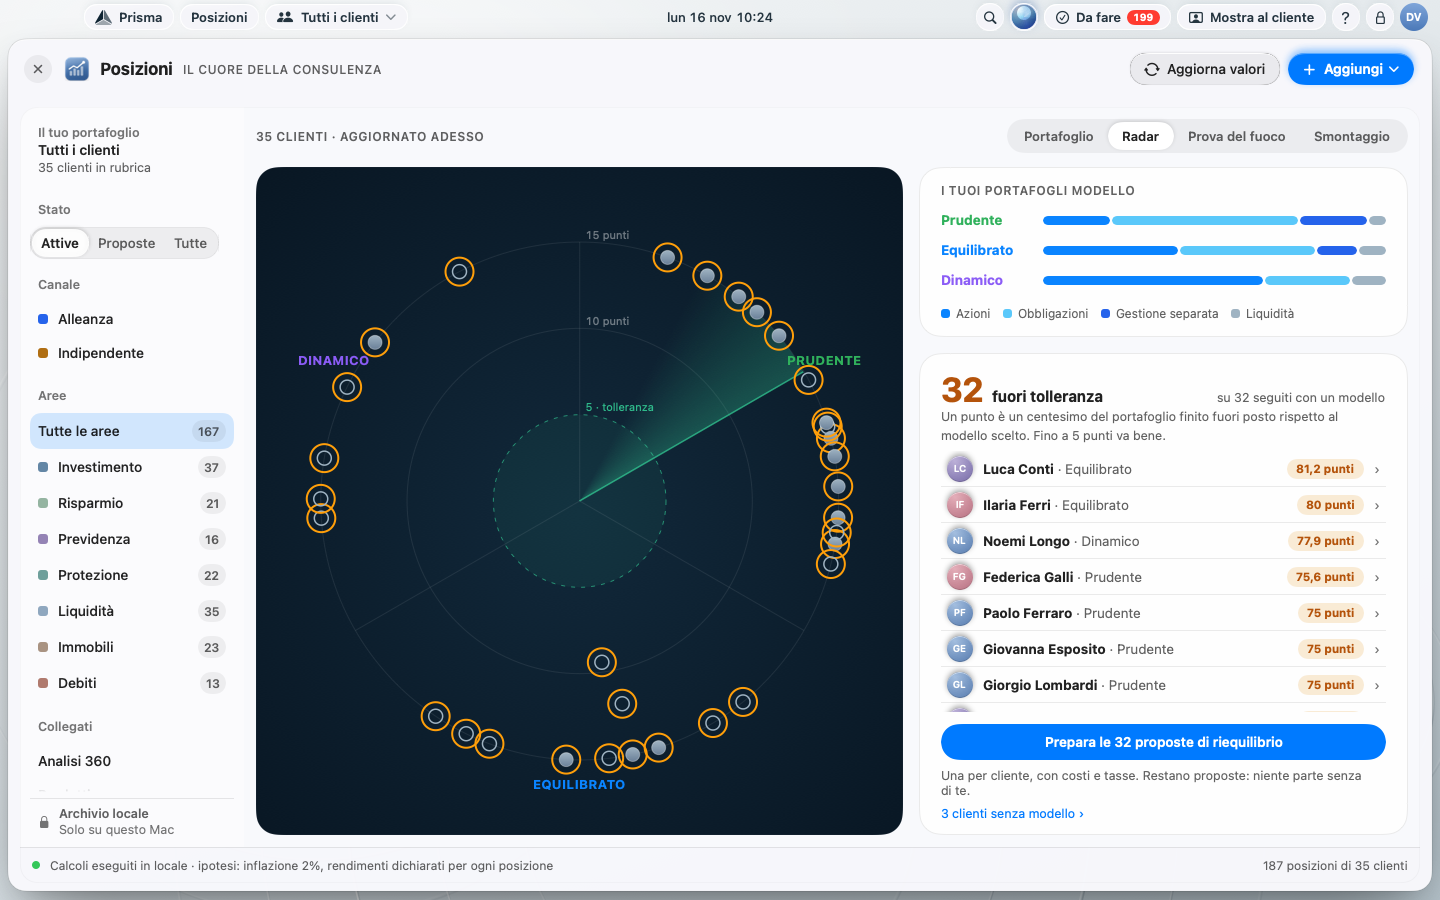 Prisma
Posizioni
Tutti i clienti
lun 16 nov 10:24
Da fare 199
Mostra al cliente
?
DV
Posizioni IL CUORE DELLA CONSULENZA
Aggiorna valori
+ Aggiungi
Il tuo portafoglio
Tutti i clienti
35 clienti in rubrica
Stato
Attive Proposte Tutte
Canale
Alleanza
Indipendente
Aree
Tutte le aree 167
Investimento 37
Risparmio 21
Previdenza 16
Protezione 22
Liquidità 35
Immobili 23
Debiti 13
Collegati
Analisi 360
Archivio locale
Solo su questo Mac
35 CLIENTI · AGGIORNATO ADESSO
Portafoglio Radar Prova del fuoco Smontaggio
15 punti
10 punti
5 · tolleranza
DINAMICO
PRUDENTE
EQUILIBRATO
I TUOI PORTAFOGLI MODELLO
Prudente
Equilibrato
Dinamico
Azioni Obbligazioni Gestione separata Liquidità
32 fuori tolleranza su 32 seguiti con un modello
Un punto è un centesimo del portafoglio finito fuori posto rispetto al
modello scelto. Fino a 5 punti va bene.
LC Luca Conti · Equilibrato 81,2 punti ›
IF Ilaria Ferri · Equilibrato 80 punti ›
NL Noemi Longo · Dinamico 77,9 punti ›
FG Federica Galli · Prudente 75,6 punti ›
PF Paolo Ferraro · Prudente 75 punti ›
GE Giovanna Esposito · Prudente 75 punti ›
GL Giorgio Lombardi · Prudente 75 punti ›
Prepara le 32 proposte di riequilibrio
Una per cliente, con costi e tasse. Restano proposte: niente parte senza
di te.
3 clienti senza modello ›
Calcoli eseguiti in locale · ipotesi: inflazione 2%, rendimenti dichiarati per ogni posizione
187 posizioni di 35 clienti